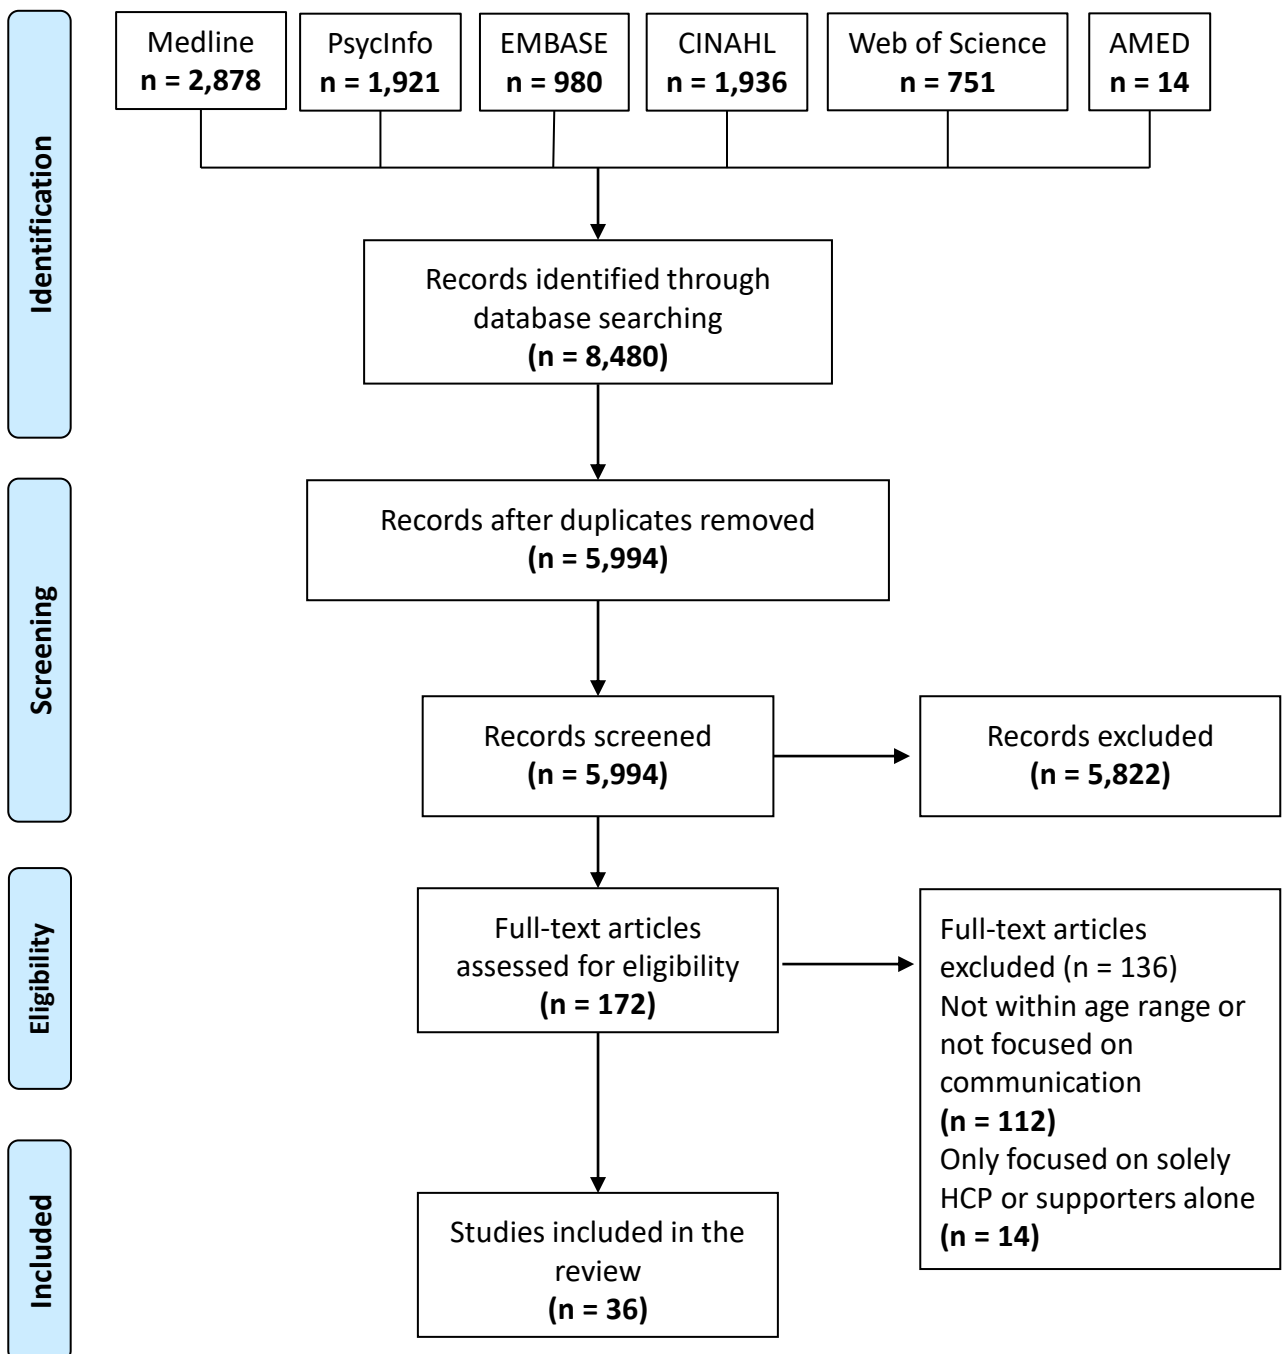 Identification
Medline
n = 2,878
PsycInfo
n = 1,921
EMBASE
n = 980
CINAHL
n = 1,936
Web of Science
n = 751
AMED
n = 14
Records identified through
database searching
(n = 8,480)
Screening
Records after duplicates removed
(n = 5,994)
Records screened
(n = 5,994)
Records excluded
(n = 5,822)
Eligibility
Full-text articles
assessed for eligibility
(n = 172)
Full-text articles
excluded (n = 136)
Not within age range or
not focused on
communication
(n = 112)
Only focused on solely
HCP or supporters alone
(n = 14)
Included
Studies included in the
review
(n = 36)